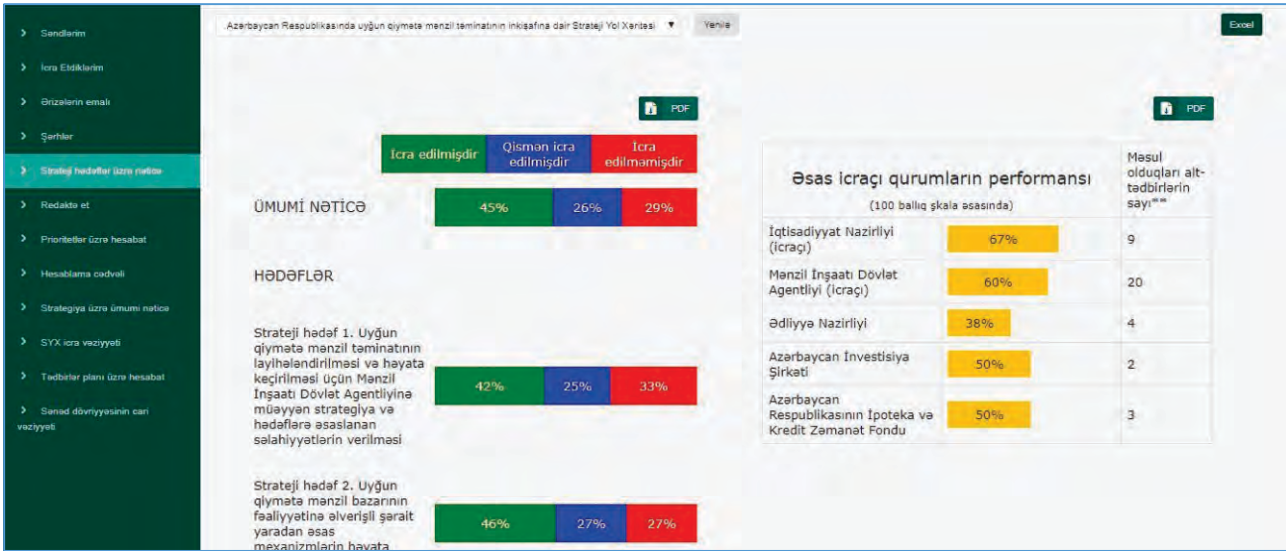 Səndlərim
İcra Etdiklərim
Ərizələrin emalı
Şərhlər
Strateji hədəflər üzrə nəticə
Redaktə et
Prioritetlər üzrə hesabat
Hesablama cədvəli
Strategiya üzrə ümumi nəticə
SYX icra vəziyyəti
Tədbirlər planı üzrə hesabat
Sənəd dövriyyəsinin cari
vəziyyəti
Azərbaycan Respublikasında uyğun qiymətə mənzil təminatının inkişafına dair Strateji Yol Xəritəsi
Yenilə
Excel
PDF
İcra edilmişdir
Qismən icra
edilmişdir
İcra
edilməmişdir
ÜMUMİ NƏTİCƏ
45% 26% 29%
HƏDƏFLƏR
Strateji hədəf 1. Uyğun
qiymətə mənzil təminatının
layihələndirilməsi və həyata
keçirilməsi üçün Mənzil
İnşaatı Dövlət Agentliyinə
müəyyən strategiya və
hədəflərə əsaslanan
səlahiyyətlərin verilməsi
42% 25% 33%
Strateji hədəf 2. Uyğun
qiymətə mənzil bazarının
fəaliyyətinə əlverişli şərait
yaradan əsas
mexanizmlərin həyata
46% 27% 27%
PDF
Əsas icraçı qurumların performansı
(100 ballıq şkala əsasında)
Məsul
olduqları alt-
tədbirlərin
sayı**
İqtisadiyyat Nazirliyi
(icraçı)
67% 9
Mənzil İnşaatı Dövlət
Agentliyi (icraçı)
60% 20
Ədliyyə Nazirliyi 38% 4
Azərbaycan İnvestisiya
Şirkəti
50% 2
Azərbaycan
Respublikasının İpoteka və
Kredit Zəmanət Fondu
50% 3